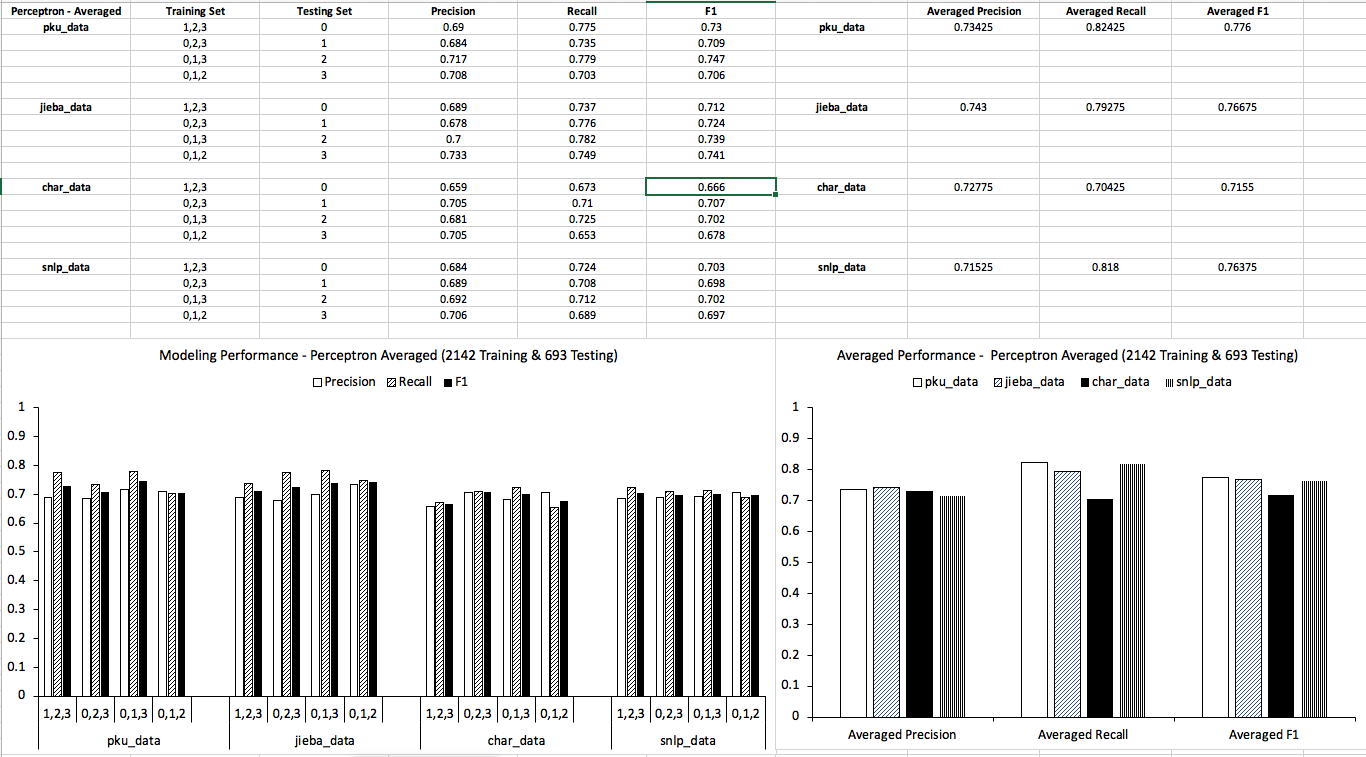 Perceptron - Averaged Training Set Testing Set Precision Recall F1 Averaged Precision Averaged Recall Averaged F1
pku_data 1,2,3 0 0.69 0.775 0.73 pku_data 0.73425 0.82425 0.776
0,2,3 1 0.684 0.735 0.709
0,1,3 2 0.717 0.779 0.747
0,1,2 3 0.708 0.703 0.706
jieba_data 1,2,3 0 0.689 0.737 0.712 jieba_data 0.743 0.79275 0.76675
0,2,3 1 0.678 0.776 0.724
0,1,3 2 0.7 0.782 0.739
0,1,2 3 0.733 0.749 0.741
char_data 1,2,3 0 0.659 0.673 0.666 char_data 0.72775 0.70425 0.7155
0,2,3 1 0.705 0.71 0.707
0,1,3 2 0.681 0.725 0.702
0,1,2 3 0.705 0.653 0.678
snlp_data 1,2,3 0 0.684 0.724 0.703 snlp_data 0.71525 0.818 0.76375
0,2,3 1 0.689 0.708 0.698
0,1,3 2 0.692 0.712 0.702
0,1,2 3 0.706 0.689 0.697
Modeling Performance - Perceptron Averaged (2142 Training & 693 Testing)
Precision Recall F1
1
0.9
0.8
0.7
0.6
0.5
0.4
0.3
0.2
0.1
0
1,2,3 0,2,3 0,1,3 0,1,2 1,2,3 0,2,3 0,1,3 0,1,2 1,2,3 0,2,3 0,1,3 0,1,2 1,2,3 0,2,3 0,1,3 0,1,2
pku_data jieba_data char_data snlp_data
Averaged Performance - Perceptron Averaged (2142 Training & 693 Testing)
pku_data jieba_data char_data snlp_data
1
0.9
0.8
0.7
0.6
0.5
0.4
0.3
0.2
0.1
0
Averaged Precision Averaged Recall Averaged F1